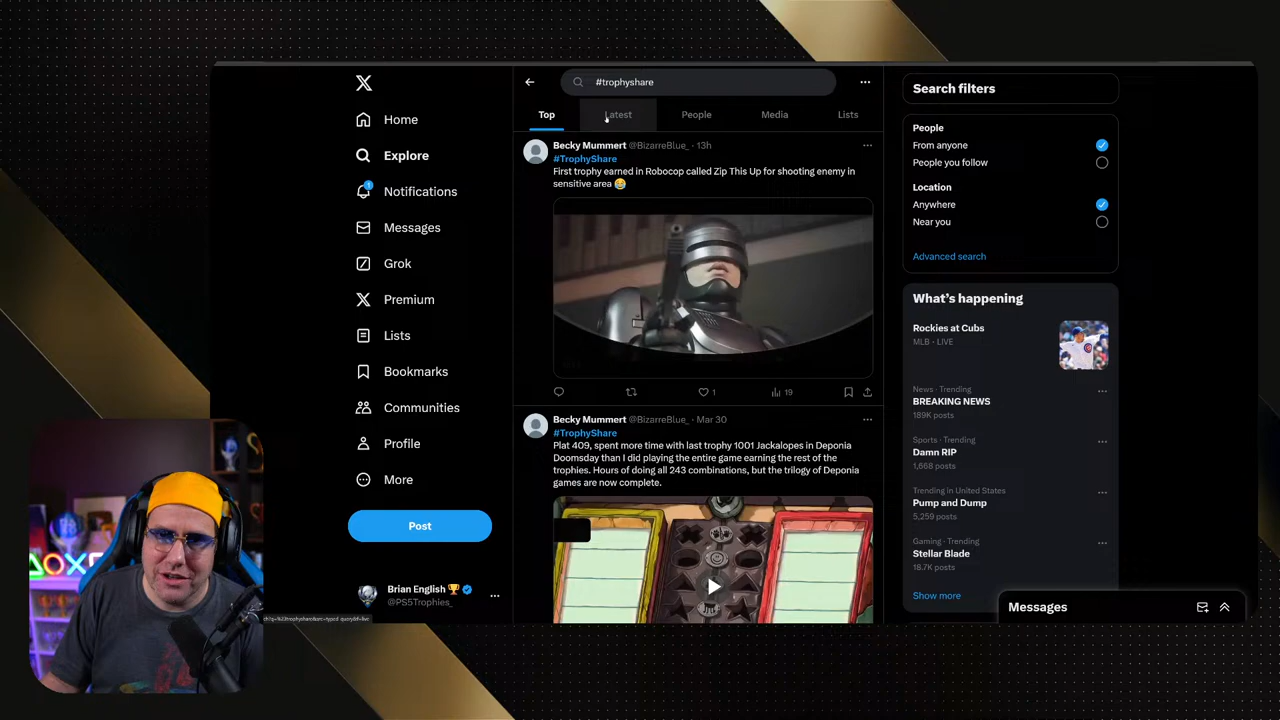 #trophyshare
Top
Latest
People
Media
Lists
Home
Explore
1
Notifications
Messages
Grok
Premium
Lists
Bookmarks
Communities
Profile
More
Post
Brian English 🏆
@PS5Trophies_
Becky Mummert @BizarreBlue_ · 13h
#TrophyShare
First trophy earned in Robocop called Zip This Up for shooting enemy in
sensitive area 😂
1
19
Becky Mummert @BizarreBlue_ · Mar 30
#TrophyShare
Plat 409, spent more time with last trophy 1001 Jackalopes in Deponia
Doomsday than I did playing the entire game earning the rest of the
trophies. Hours of doing all 243 combinations, but the trilogy of Deponia
games are now complete.
Search filters
People
From anyone
People you follow
Location
Anywhere
Near you
Advanced search
What's happening
Rockies at Cubs
MLB · LIVE
News · Trending
BREAKING NEWS
189K posts
Sports · Trending
Damn RIP
1,668 posts
Trending in United States
Pump and Dump
5,259 posts
Gaming · Trending
Stellar Blade
18.7K posts
Show more
Messages